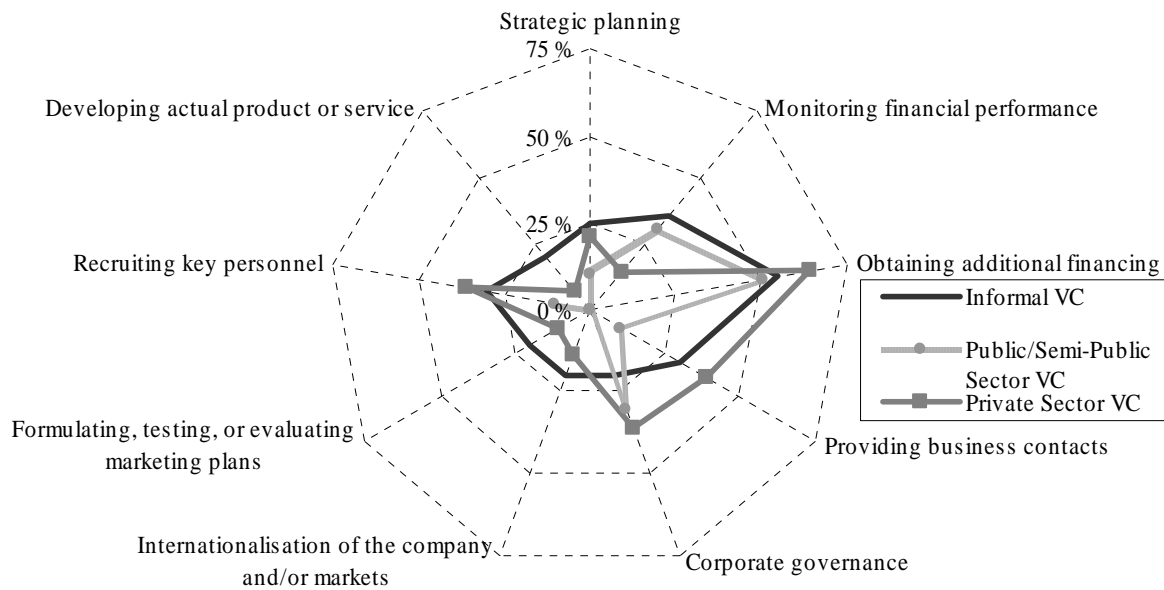 Strategic planning
75 %
Developing actual product or service
Monitoring financial performance
50 %
25 %
Recruiting key personnel
Obtaining additional financing
0 %
Informal VC
Public/Semi-Public
Sector VC
Private Sector VC
Formulating, testing, or evaluating
marketing plans
Providing business contacts
Internationalisation of the company
and/or markets
Corporate governance